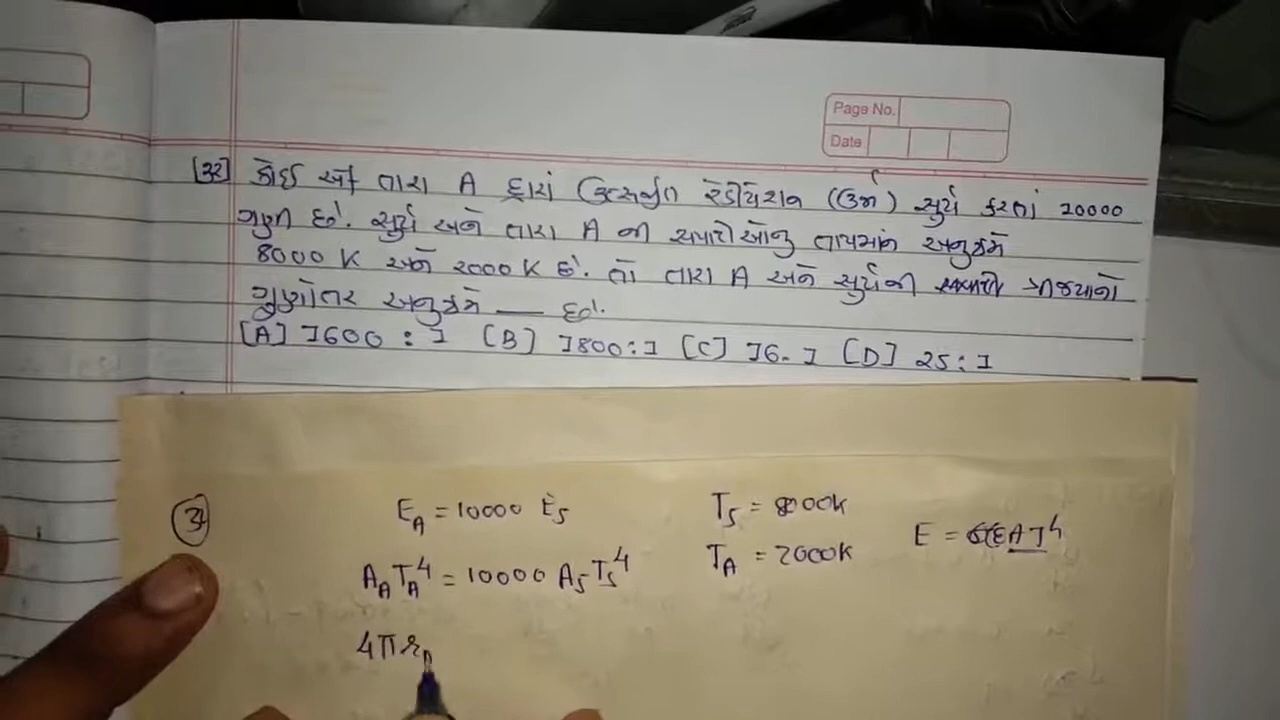 Page No.
Date
[32] કોઈ એક તારા A દ્વારા ઉત્સર્જીત રેડીયેશન (ઉર્જા) સુર્ય કરતાં 10000
ગણુ છે. સુર્ય અને તારા A ની સપાટીઓનુ તાપમાન અનુક્રમે
8000 K અને 2000 K છે. તો તારા A અને સુર્યની ત્રિજયાનો
ગુણોતર અનુક્રમે ___ છે.
[A] 1600 : 1 [B] 1800:1 [C] 16:1 [D] 25:1
E_A = 10000 E_S T_S = 8000K
E = σεAT⁴
T_A = 2000K
A_A T_A⁴ = 10000 A_S T_S⁴
4πr